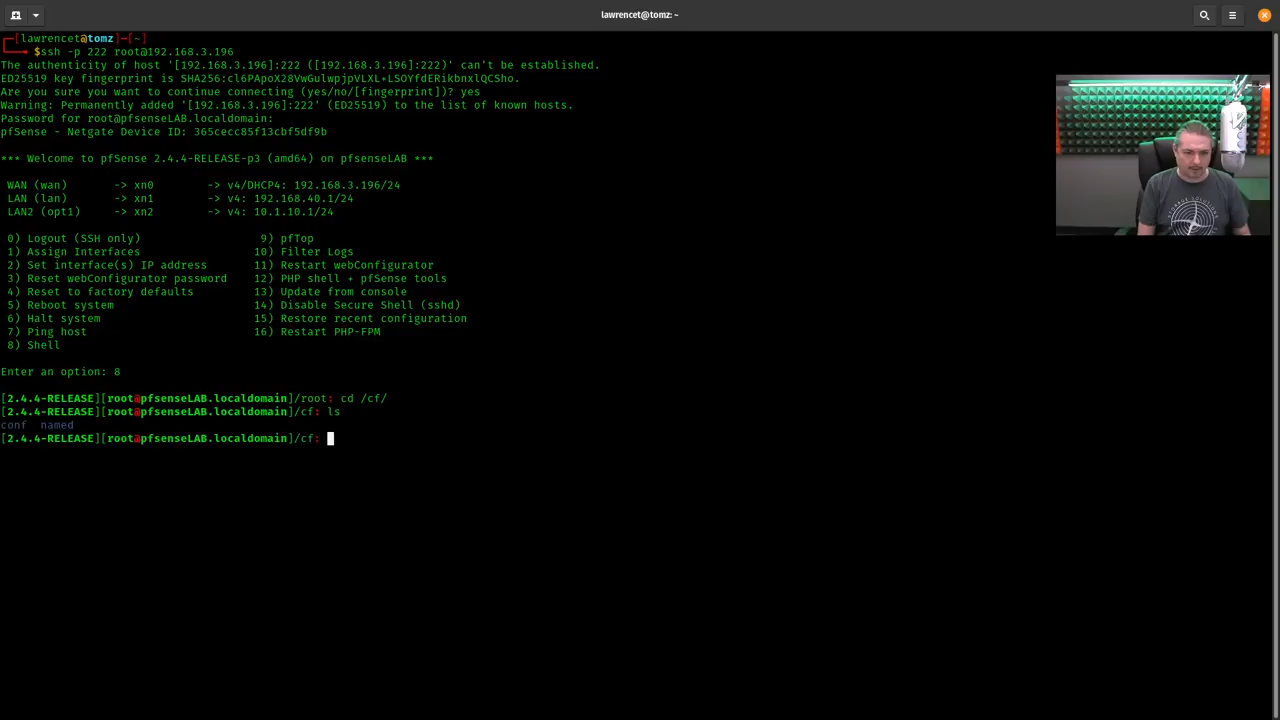 lawrencet@tomz: ~
[lawrencet@tomz]─[~]
$ssh -p 222 root@192.168.3.196
The authenticity of host '[192.168.3.196]:222 ([192.168.3.196]:222)' can't be established.
ED25519 key fingerprint is SHA256:cl6PApoX28VwGulwpjpVLXL+LSOYfdERikbnxlQCSho.
Are you sure you want to continue connecting (yes/no/[fingerprint])? yes
Warning: Permanently added '[192.168.3.196]:222' (ED25519) to the list of known hosts.
Password for root@pfsenseLAB.localdomain:
pfSense - Netgate Device ID: 365cecc85f13cbf5df9b
*** Welcome to pfSense 2.4.4-RELEASE-p3 (amd64) on pfsenseLAB ***
WAN (wan) -> xn0 -> v4/DHCP4: 192.168.3.196/24
LAN (lan) -> xn1 -> v4: 192.168.40.1/24
LAN2 (opt1) -> xn2 -> v4: 10.1.10.1/24
0) Logout (SSH only) 9) pfTop
1) Assign Interfaces 10) Filter Logs
2) Set interface(s) IP address 11) Restart webConfigurator
3) Reset webConfigurator password 12) PHP shell + pfSense tools
4) Reset to factory defaults 13) Update from console
5) Reboot system 14) Disable Secure Shell (sshd)
6) Halt system 15) Restore recent configuration
7) Ping host 16) Restart PHP-FPM
8) Shell
Enter an option: 8
[2.4.4-RELEASE][root@pfsenseLAB.localdomain]/root: cd /cf/
[2.4.4-RELEASE][root@pfsenseLAB.localdomain]/cf: ls
conf named
[2.4.4-RELEASE][root@pfsenseLAB.localdomain]/cf: